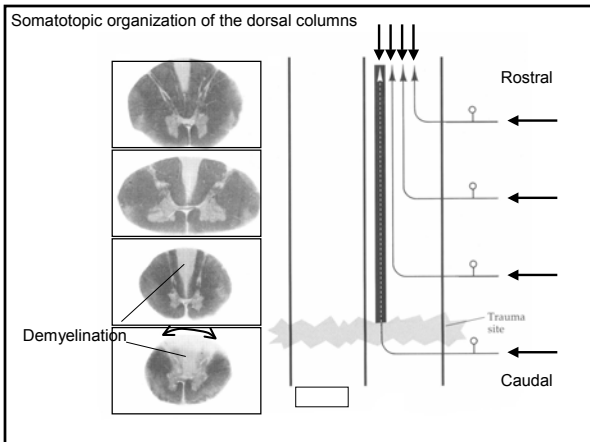 Somatotopic organization of the dorsal columns
Rostral
Trauma
site
Demyelination
Caudal